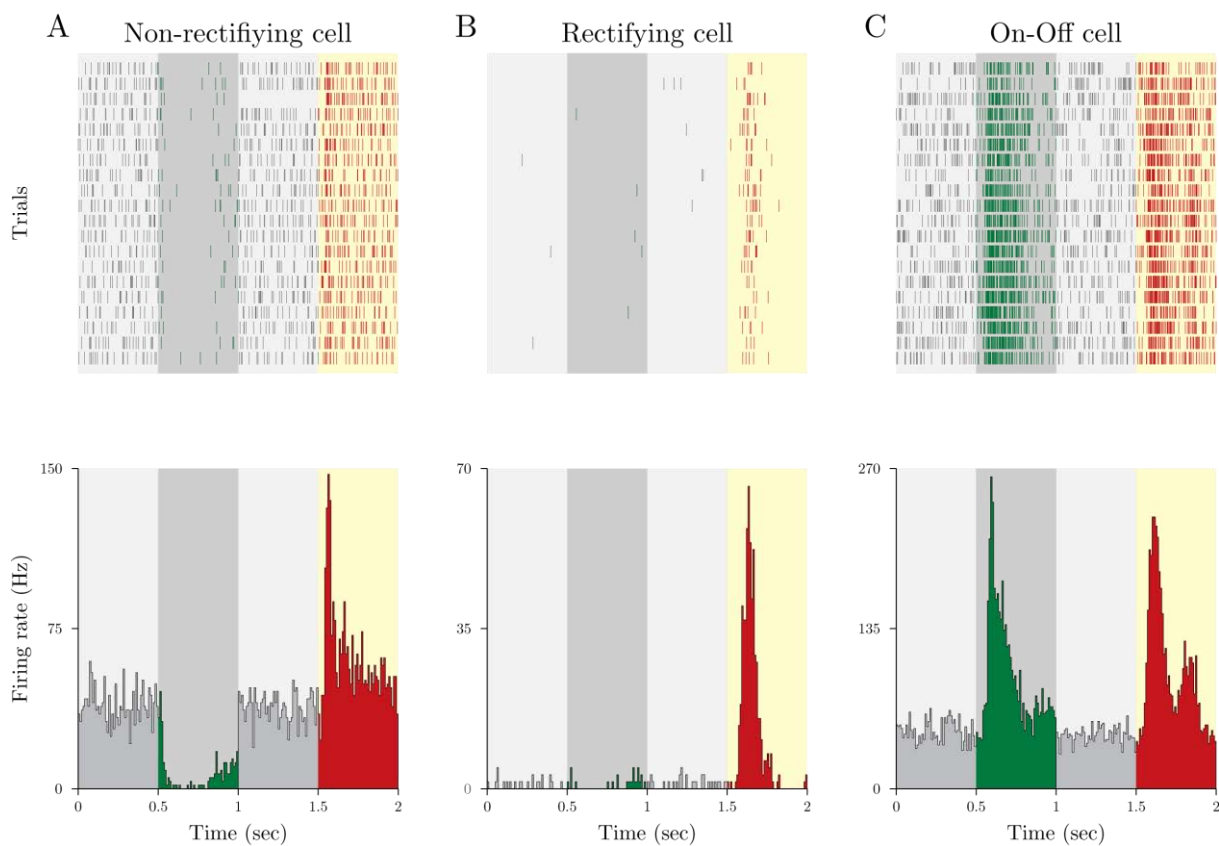 A Non-rectifiying cell
B Rectifying cell
C On-Off cell
Trials
Firing rate (Hz)
150
75
0
0 0.5 1 1.5 2
Time (sec)
70
35
0
0 0.5 1 1.5 2
Time (sec)
270
135
0
0 0.5 1 1.5 2
Time (sec)